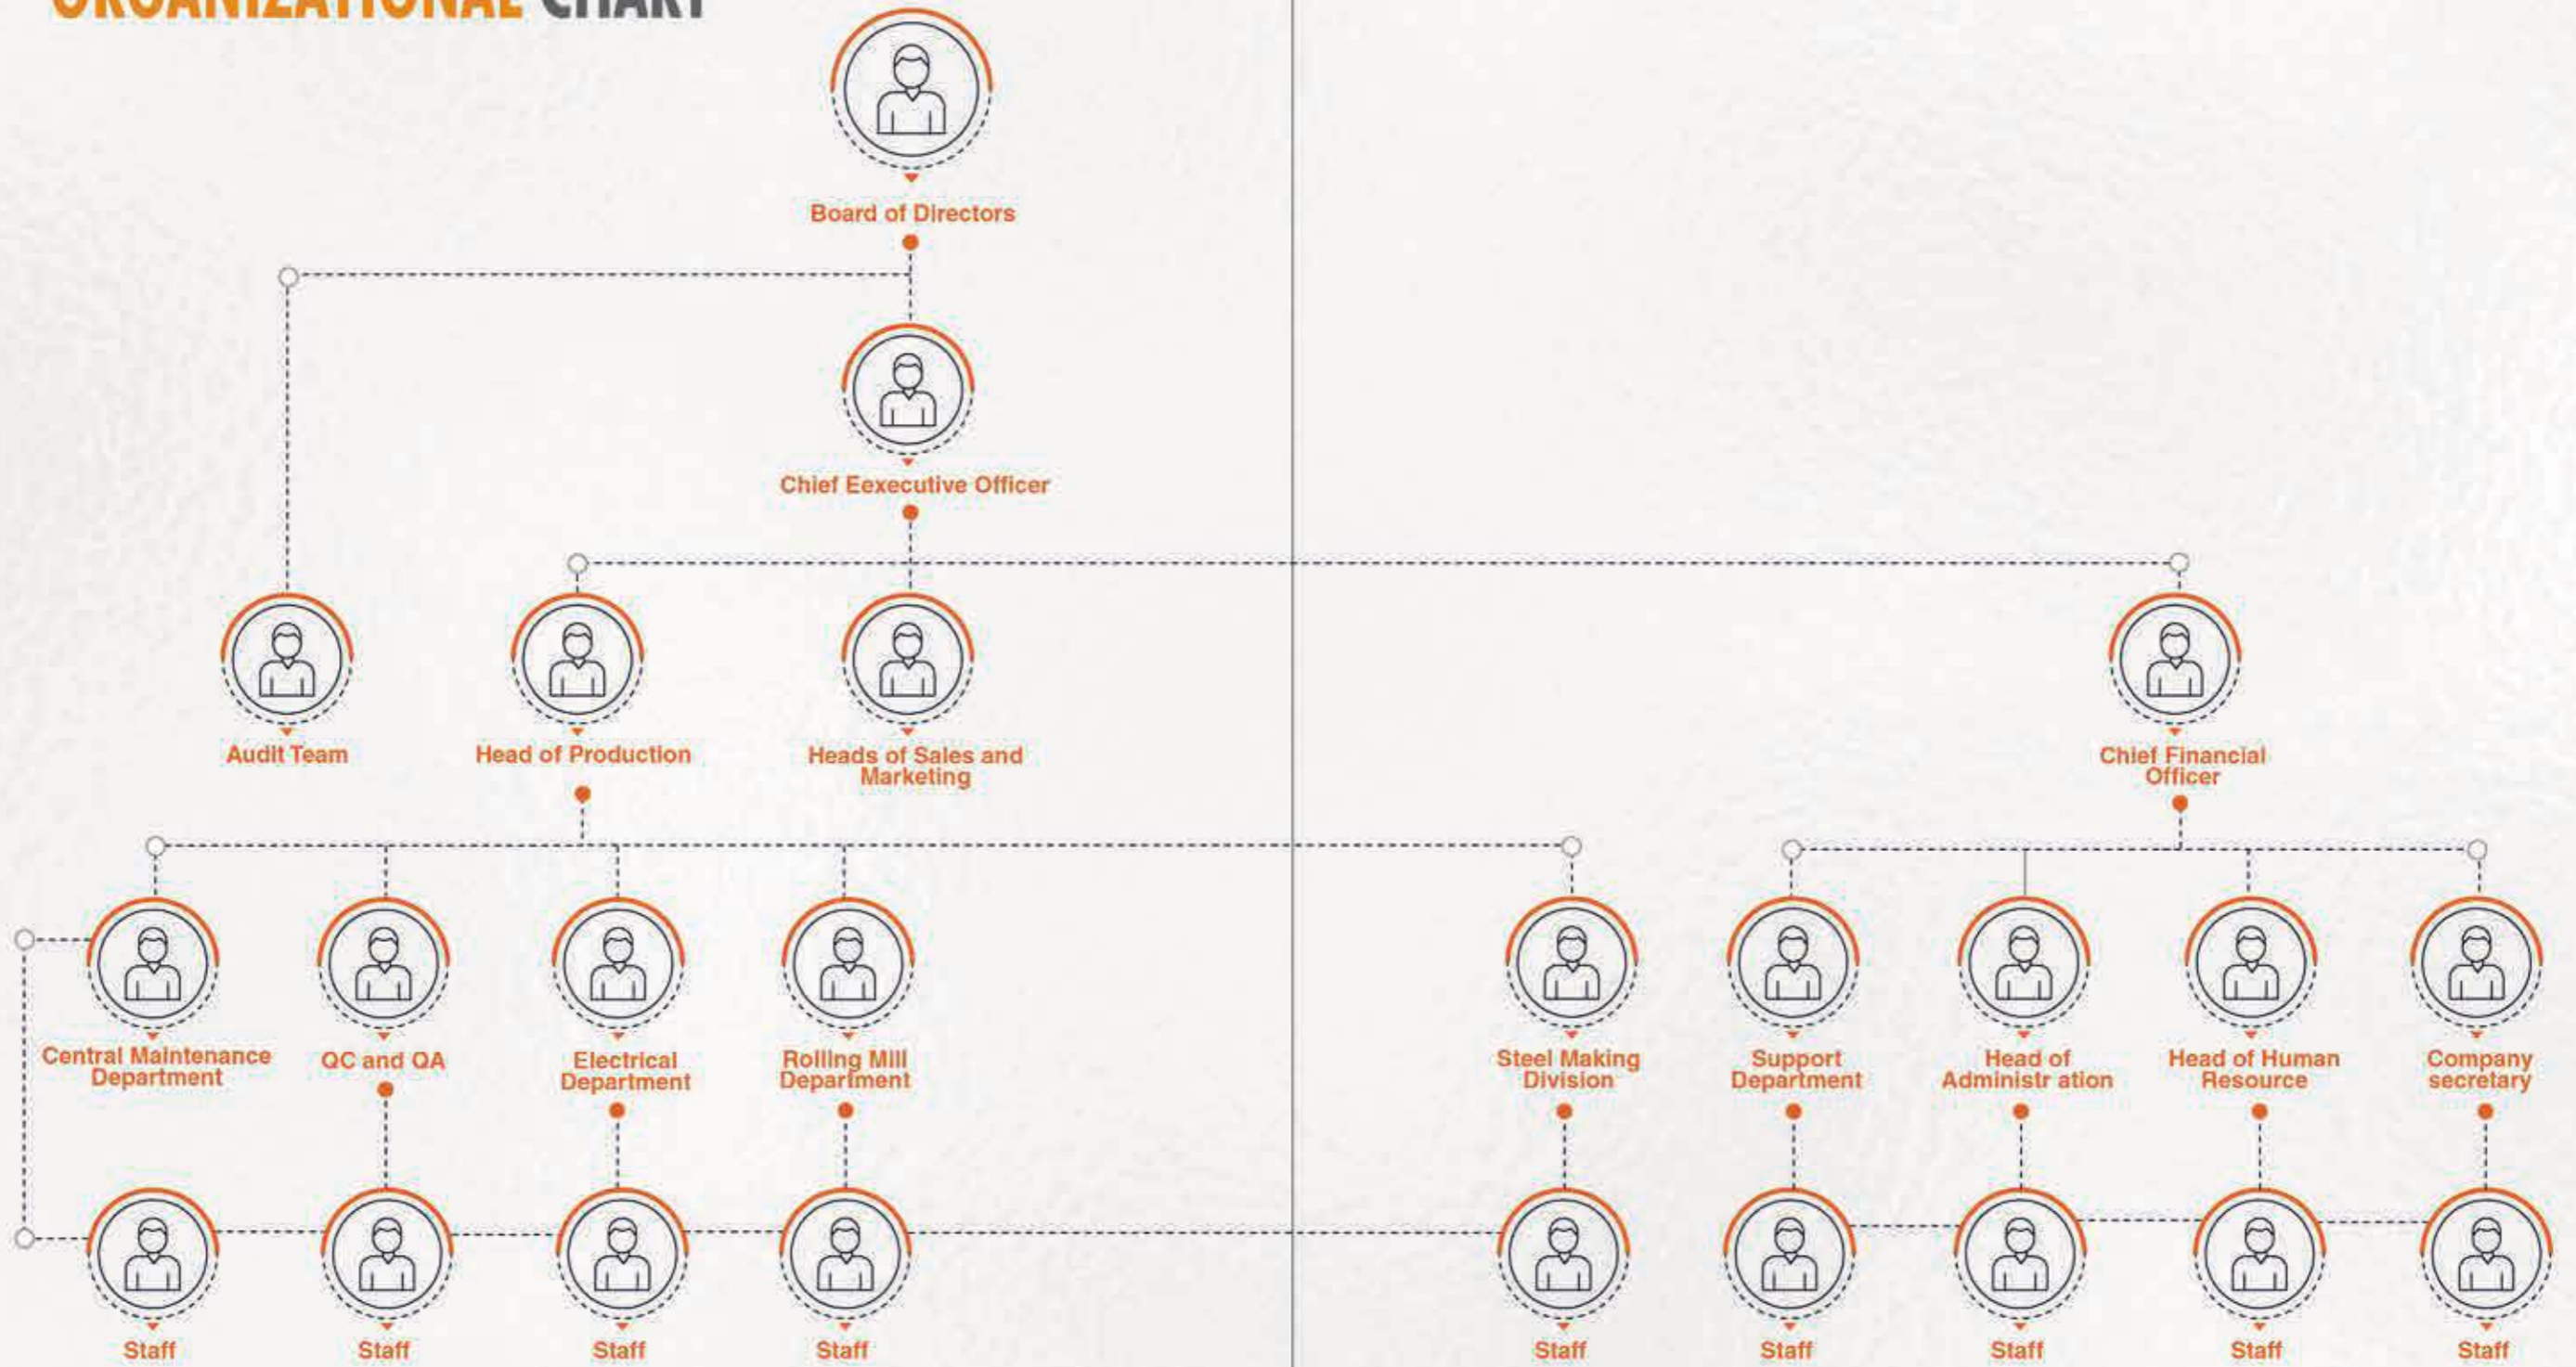 ORGANIZATIONAL CHART
Board of Directors
Chief Eexecutive Officer
Audit Team
Head of Production
Heads of Sales and
Marketing
Chief Financial
Officer
Central Maintenance
Department
QC and QA
Electrical
Department
Rolling Mill
Department
Steel Making
Division
Support
Department
Head of
Administr ation
Head of Human
Resource
Company
secretary
Staff
Staff
Staff
Staff
Staff
Staff
Staff
Staff
Staff